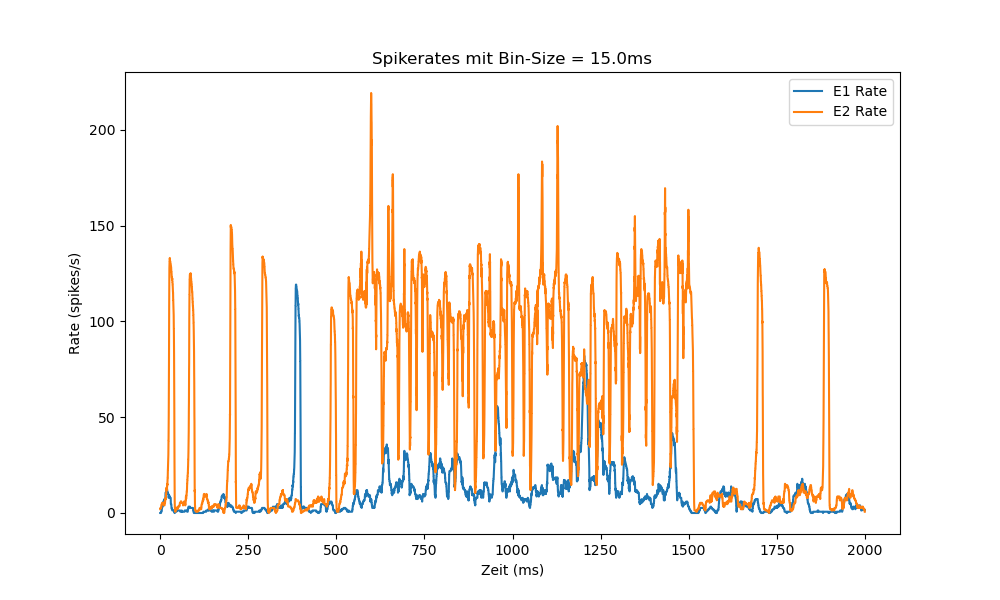 Spikerates mit Bin-Size = 15.0ms
E1 Rate
E2 Rate
Rate (spikes/s)
200
150
100
50
0
0 250 500 750 1000 1250 1500 1750 2000
Zeit (ms)